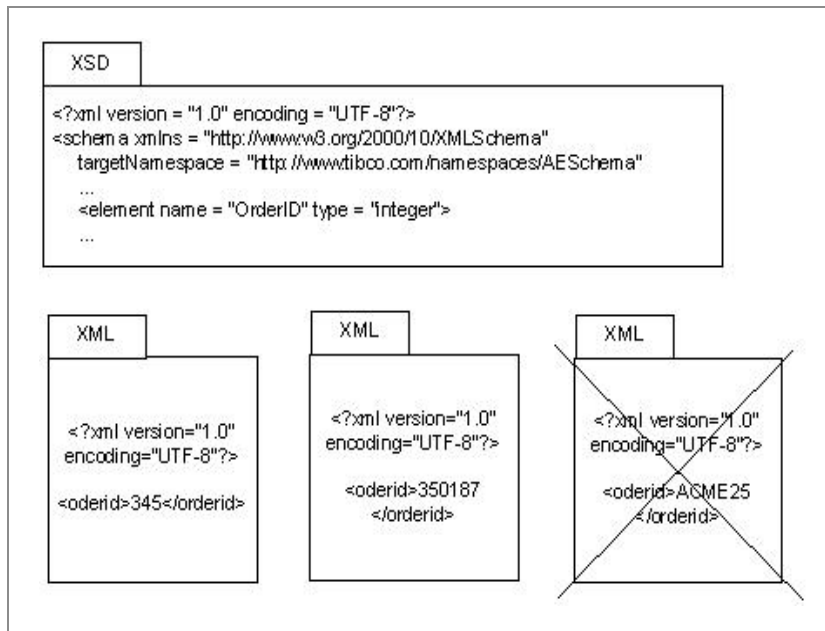 XSD
<?xml version = "1.0" encoding = "UTF-8"?>
<schema xmlns = "http://www.w3.org/2000/10/XMLSchema"
targetNamespace = "http://www.tibco.com/namespaces/AESchema"
...
<element name = "OrderID" type = "integer">
...
XML
<?xml version="1.0"
encoding="UTF-8"?>
<oderid>345</orderid>
XML
<?xml version="1.0"
encoding="UTF-8"?>
<oderid>350187
</orderid>
XML
<?xml version="1.0"
encoding="UTF-8"?>
<oderid>ACME25
</orderid>